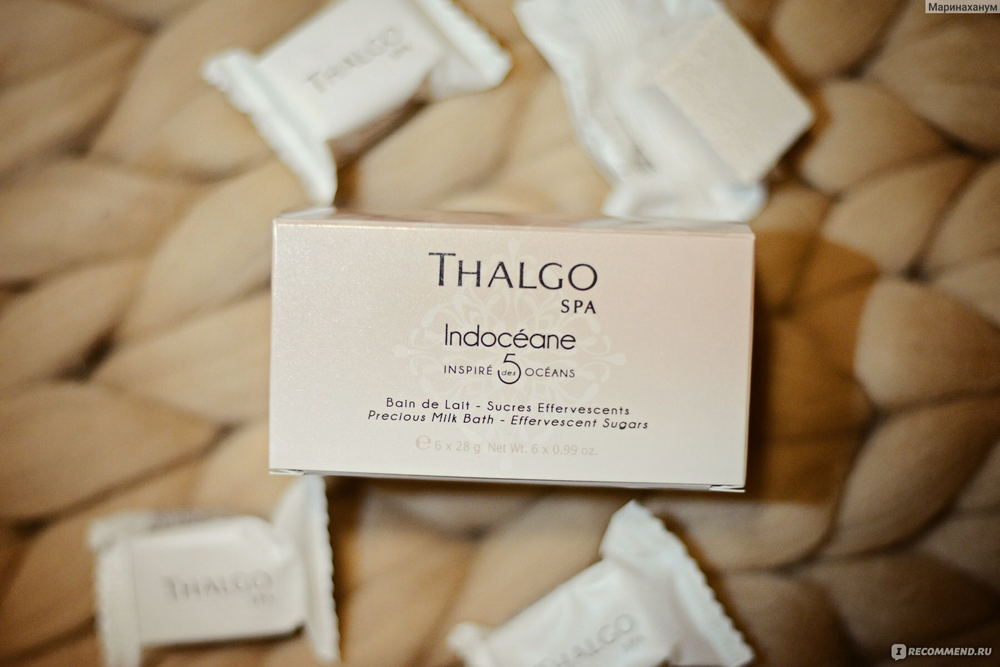 Маринаханум
THALGO
THALGO
SPA
Indocéane
INSPIRÉ des 5 OCÉANS
Bain de Lait - Sucres Effervescents
Precious Milk Bath - Effervescent Sugars
e 6 x 28 g Net Wt. 6 x 0.99 oz.
THALGO
SPA
THALGO
SPA
I RECOMMEND.RU